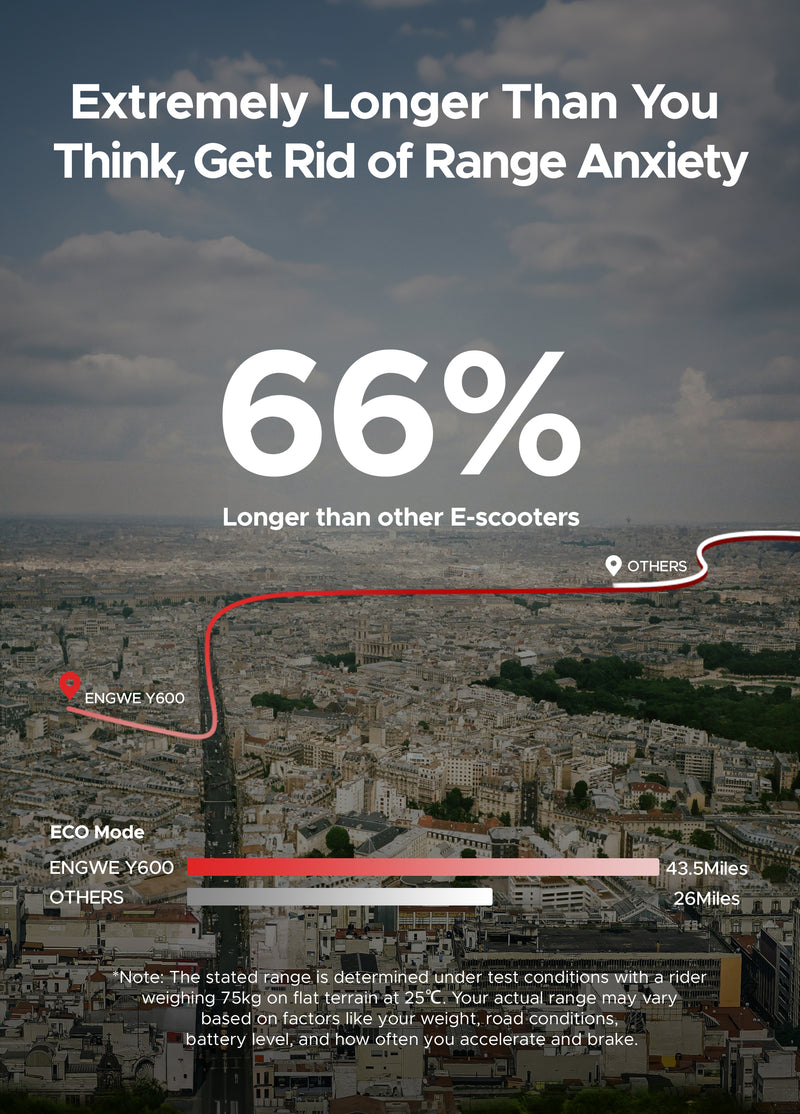 Extremely Longer Than You
Think, Get Rid of Range Anxiety
66%
Longer than other E-scooters
OTHERS
ENGWE Y600
ECO Mode
ENGWE Y600 43.5Miles
OTHERS 26Miles
*Note: The stated range is determined under test conditions with a rider
weighing 75kg on flat terrain at 25℃. Your actual range may vary
based on factors like your weight, road conditions,
battery level, and how often you accelerate and brake.